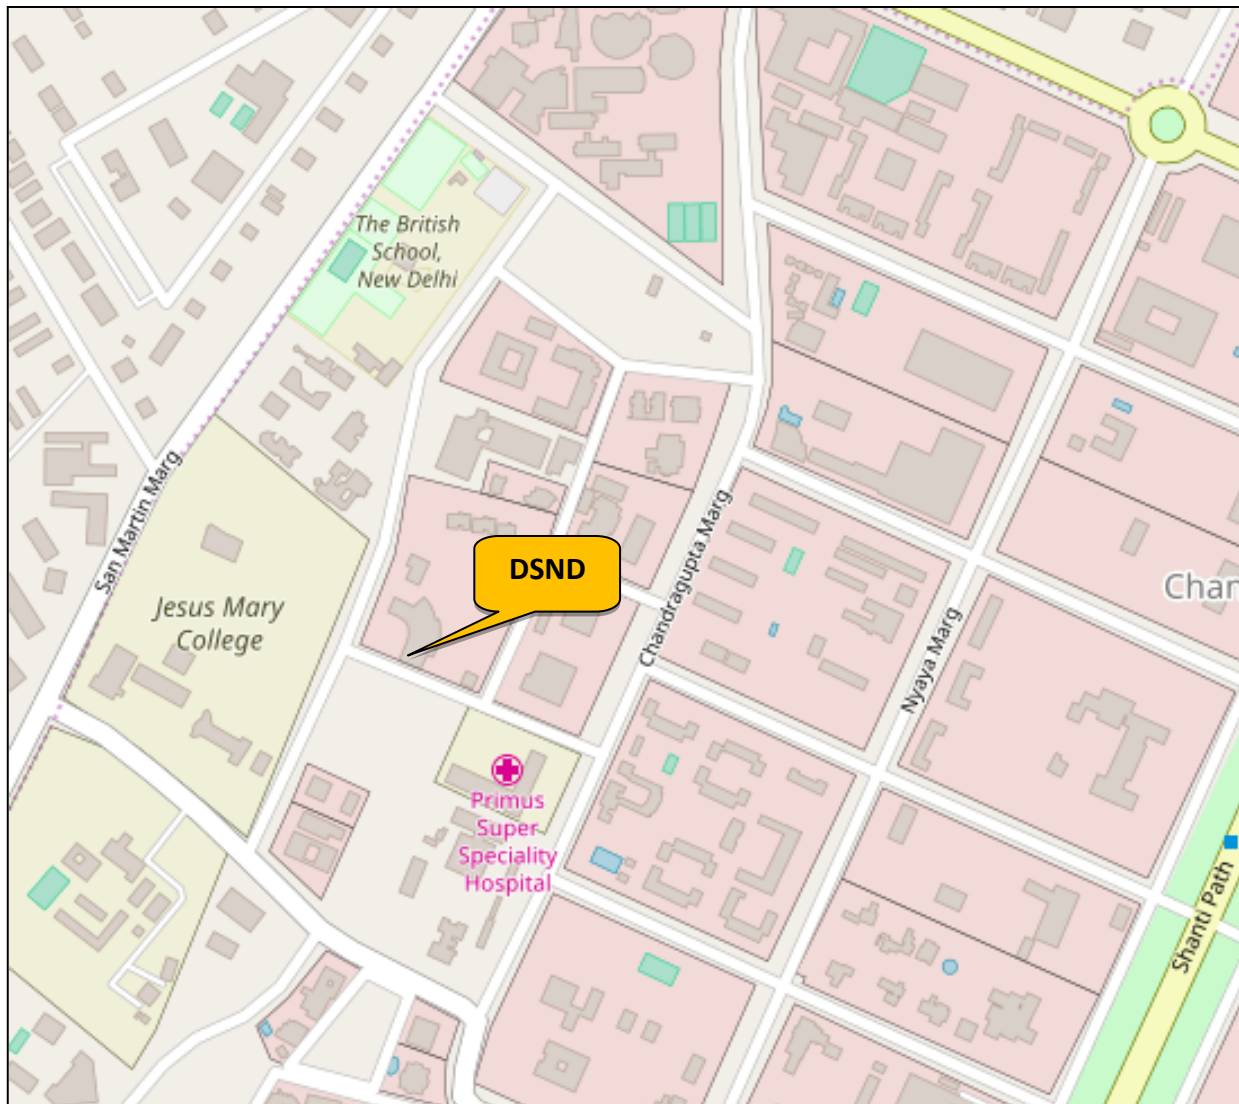 The British
School,
New Delhi
San Martin Marg
Chandragupta Marg
DSND
Jesus Mary
College
Nyaya Marg
Chan
Primus
Super
Speciality
Hospital
Shanti Path